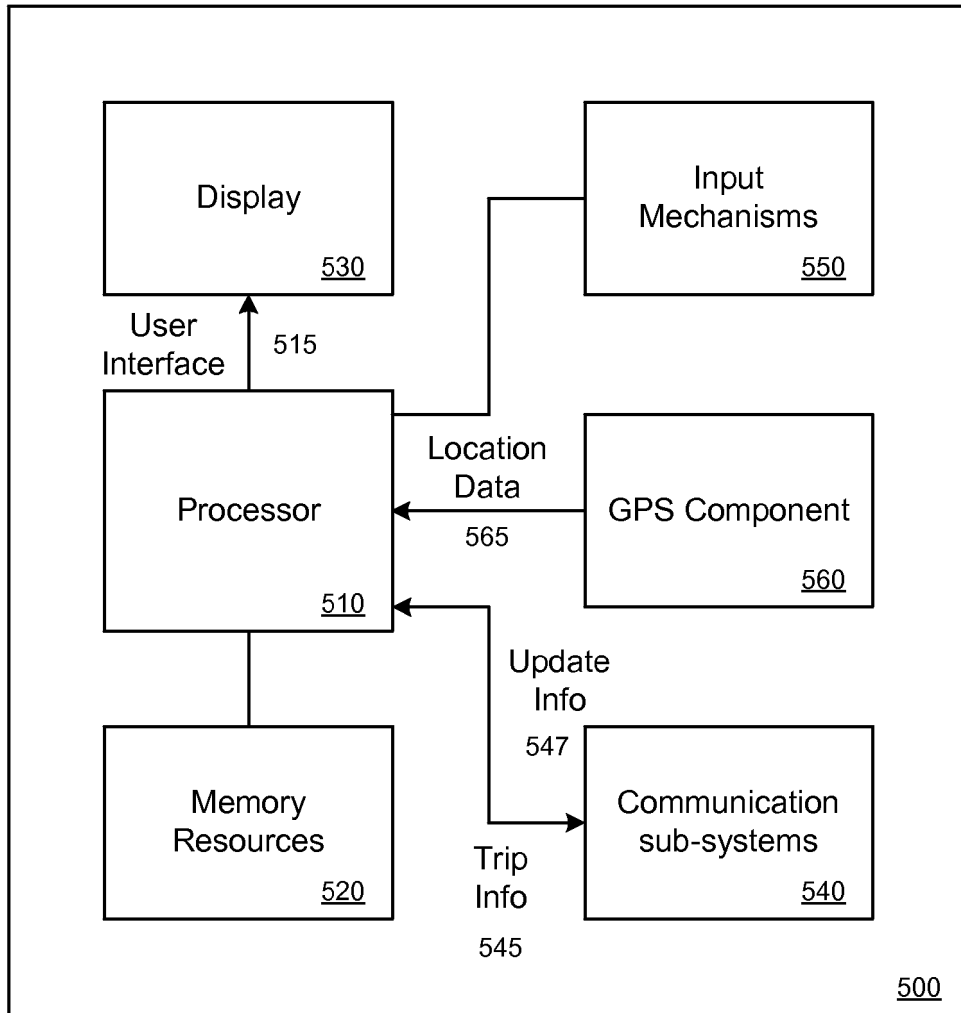 Display
530
Input
Mechanisms
550
User
Interface
515
Processor
510
Location
Data
565
GPS Component
560
Update
Info
547
Memory
Resources
520
Trip
Info
545
Communication
sub-systems
540
500